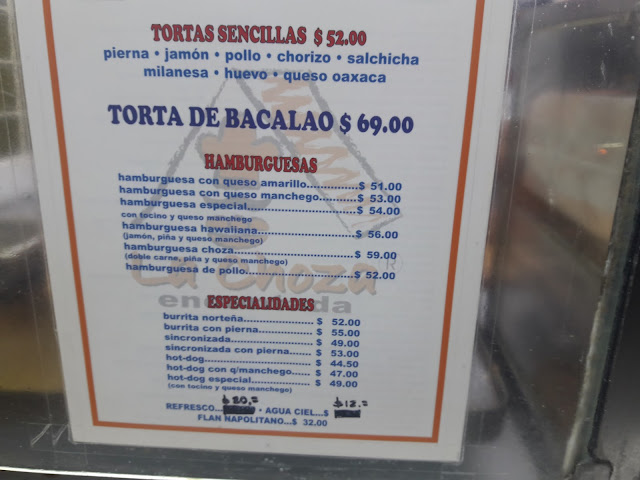 TORTAS SENCILLAS $ 52.00
pierna • jamón • pollo • chorizo • salchicha
milanesa • huevo • queso oaxaca
TORTA DE BACALAO $ 69.00
HAMBURGUESAS
hamburguesa con queso amarillo.............$ 51.00
hamburguesa con queso manchego..........$ 53.00
hamburguesa especial............................$ 54.00
con tocino y queso manchego
hamburguesa hawaiiana..........................$ 56.00
(jamón, piña y queso manchego)
hamburguesa choza................................$ 59.00
(doble carne, piña y queso manchego)
hamburguesa de pollo............................$ 52.00
La Choza
ESPECIALIDADES
burrita norteña.................... $ 52.00
burrita con pierna................ $ 55.00
sincronizada........................ $ 49.00
sincronizada con pierna...... $ 53.00
hot-dog............................... $ 44.50
hot-dog con q/manchego..... $ 47.00
hot-dog especial.................. $ 49.00
(con tocino y queso manchego)
$20.= $12.=
REFRESCO... • AGUA CIEL...$
FLAN NAPOLITANO...$ 32.00